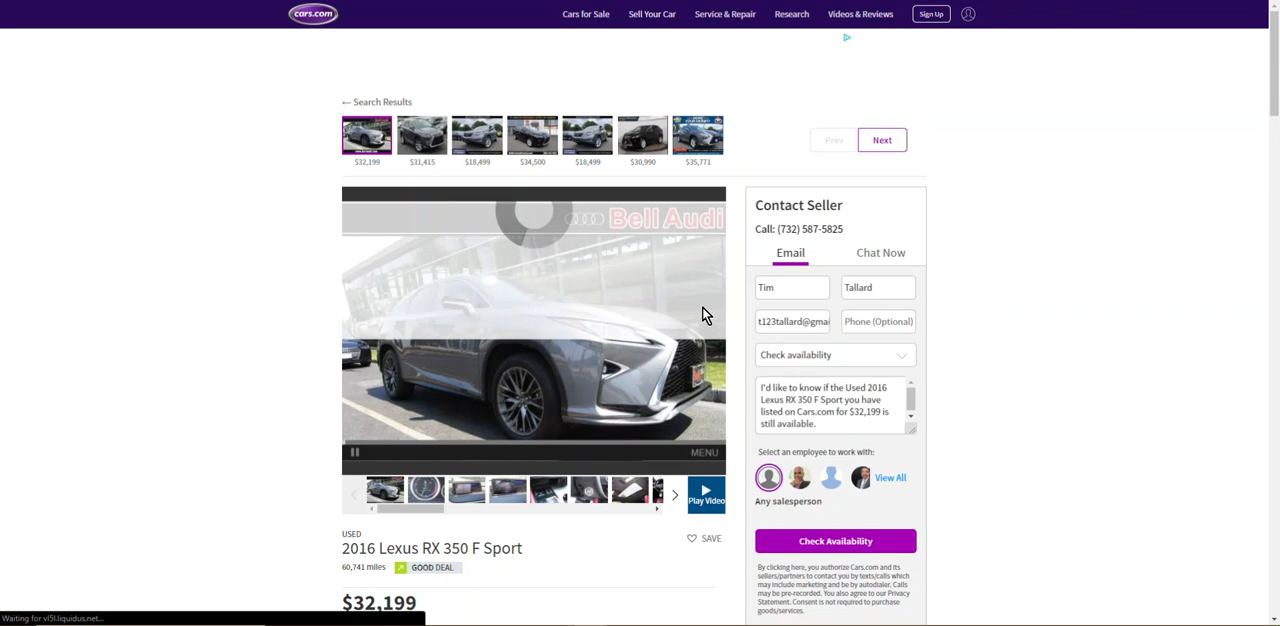 cars.com
Cars for Sale
Sell Your Car
Service & Repair
Research
Videos & Reviews
Sign Up
← Search Results
$32,199
$31,415
$18,499
$34,500
$18,499
$30,990
$35,771
Prev
Next
Bell Audi
MENU
Play Video
USED
2016 Lexus RX 350 F Sport
SAVE
60,741 miles
GOOD DEAL
$32,199
Contact Seller
Call: (732) 587-5825
Email
Chat Now
Tim
Tallard
t123tallard@gmai
Phone (Optional)
Check availability
I'd like to know if the Used 2016
Lexus RX 350 F Sport you have
listed on Cars.com for $32,199 is
still available.
Select an employee to work with:
View All
Any salesperson
Check Availability
By clicking here, you authorize Cars.com and its
sellers/partners to contact you by texts/calls which
may include marketing and be by autodialer. Calls
may be pre-recorded. You also agree to our Privacy
Statement. Consent is not required to purchase
goods/services.
Waiting for vl5l.liquidus.net...